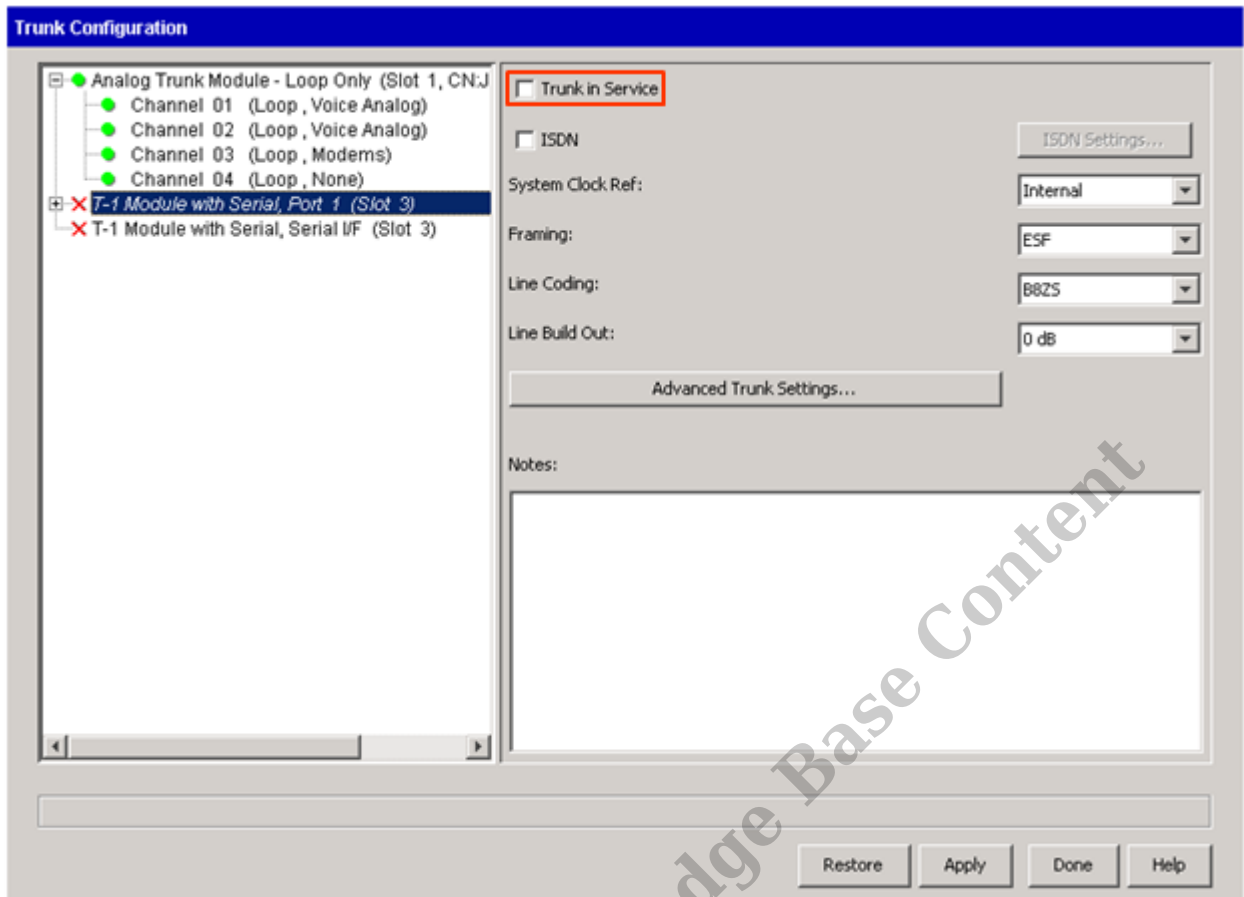 Trunk Configuration
Analog Trunk Module - Loop Only (Slot 1, CN:J
Channel 01 (Loop , Voice Analog)
Channel 02 (Loop , Voice Analog)
Channel 03 (Loop , Modems)
Channel 04 (Loop , None)
T-1 Module with Serial, Port 1 (Slot 3)
T-1 Module with Serial, Serial I/F (Slot 3)
Trunk in Service
ISDN
ISDN Settings...
System Clock Ref:
Internal
Framing:
ESF
Line Coding:
B8ZS
Line Build Out:
0 dB
Advanced Trunk Settings...
Notes:
Restore
Apply
Done
Help
dge Base Content